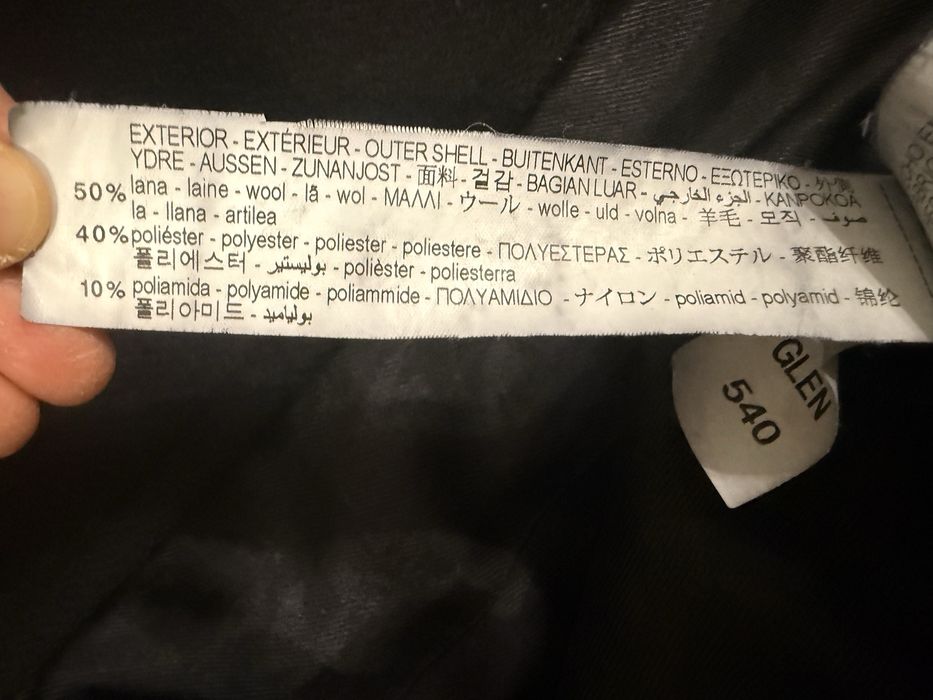 EXTERIOR - EXTÉRIEUR - OUTER SHELL - BUITENKANT - ESTERNO - ΕΞΩΤΕΡΙΚΟ - 外層
YDRE - AUSSEN - ZUNANJOST - 面料 - 겉감 - BAGIAN LUAR - الجزء الخارجي - KANPOKOA
50% lana - laine - wool - lã - wol - ΜΑΛΛΙ - ウール - wolle - uld - volna - 羊毛 - 모직 - صوف -
la - llana - artilea
40% poliéster - polyester - poliester - poliestere - ΠΟΛΥΕΣΤΕΡΑΣ - ポリエステル - 聚酯纤维
폴리에스터 - بوليستير - polièster - poliesterra
10% poliamida - polyamide - poliammide - ΠΟΛΥΑΜΙΔΙΟ - ナイロン - poliamid - polyamid - 锦纶
폴리아미드 - بولياميد
GLEN
540